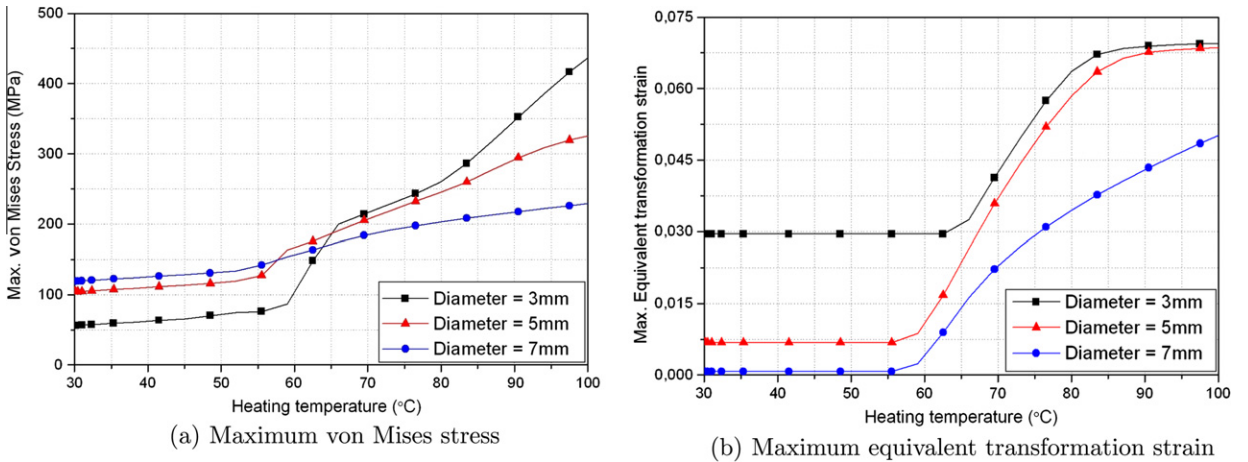 500
400
300
200
100
0
Max. von Mises Stress (MPa)
Diameter = 3mm
Diameter = 5mm
Diameter = 7mm
30 40 50 60 70 80 90 100
Heating temperature (°C)
(a) Maximum von Mises stress
0,075
0,060
0,045
0,030
0,015
0,000
Max. Equivalent transformation strain
Diameter = 3mm
Diameter = 5mm
Diameter = 7mm
30 40 50 60 70 80 90 100
Heating temperature (°C)
(b) Maximum equivalent transformation strain